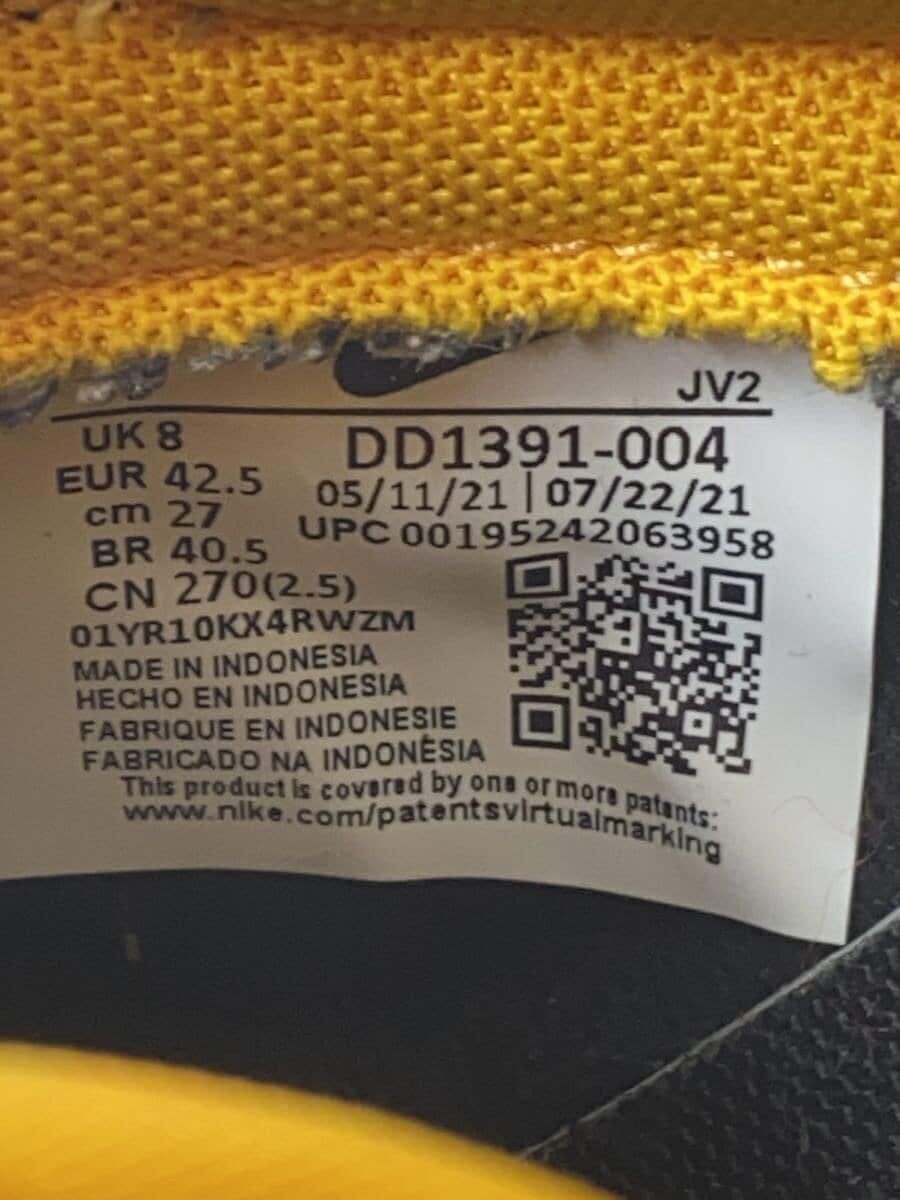 JV2
UK 8
EUR 42.5
cm 27
BR 40.5
CN 270(2.5)
DD1391-004
05/11/21 | 07/22/21
UPC 001952420639​58
01YR10KX4RWZM
MADE IN INDONESIA
HECHO EN INDONESIA
FABRIQUE EN INDONESIE
FABRICADO NA INDONÉSIA
This product is covered by one or more patents:
www.nike.com/patentsvirtualmarking